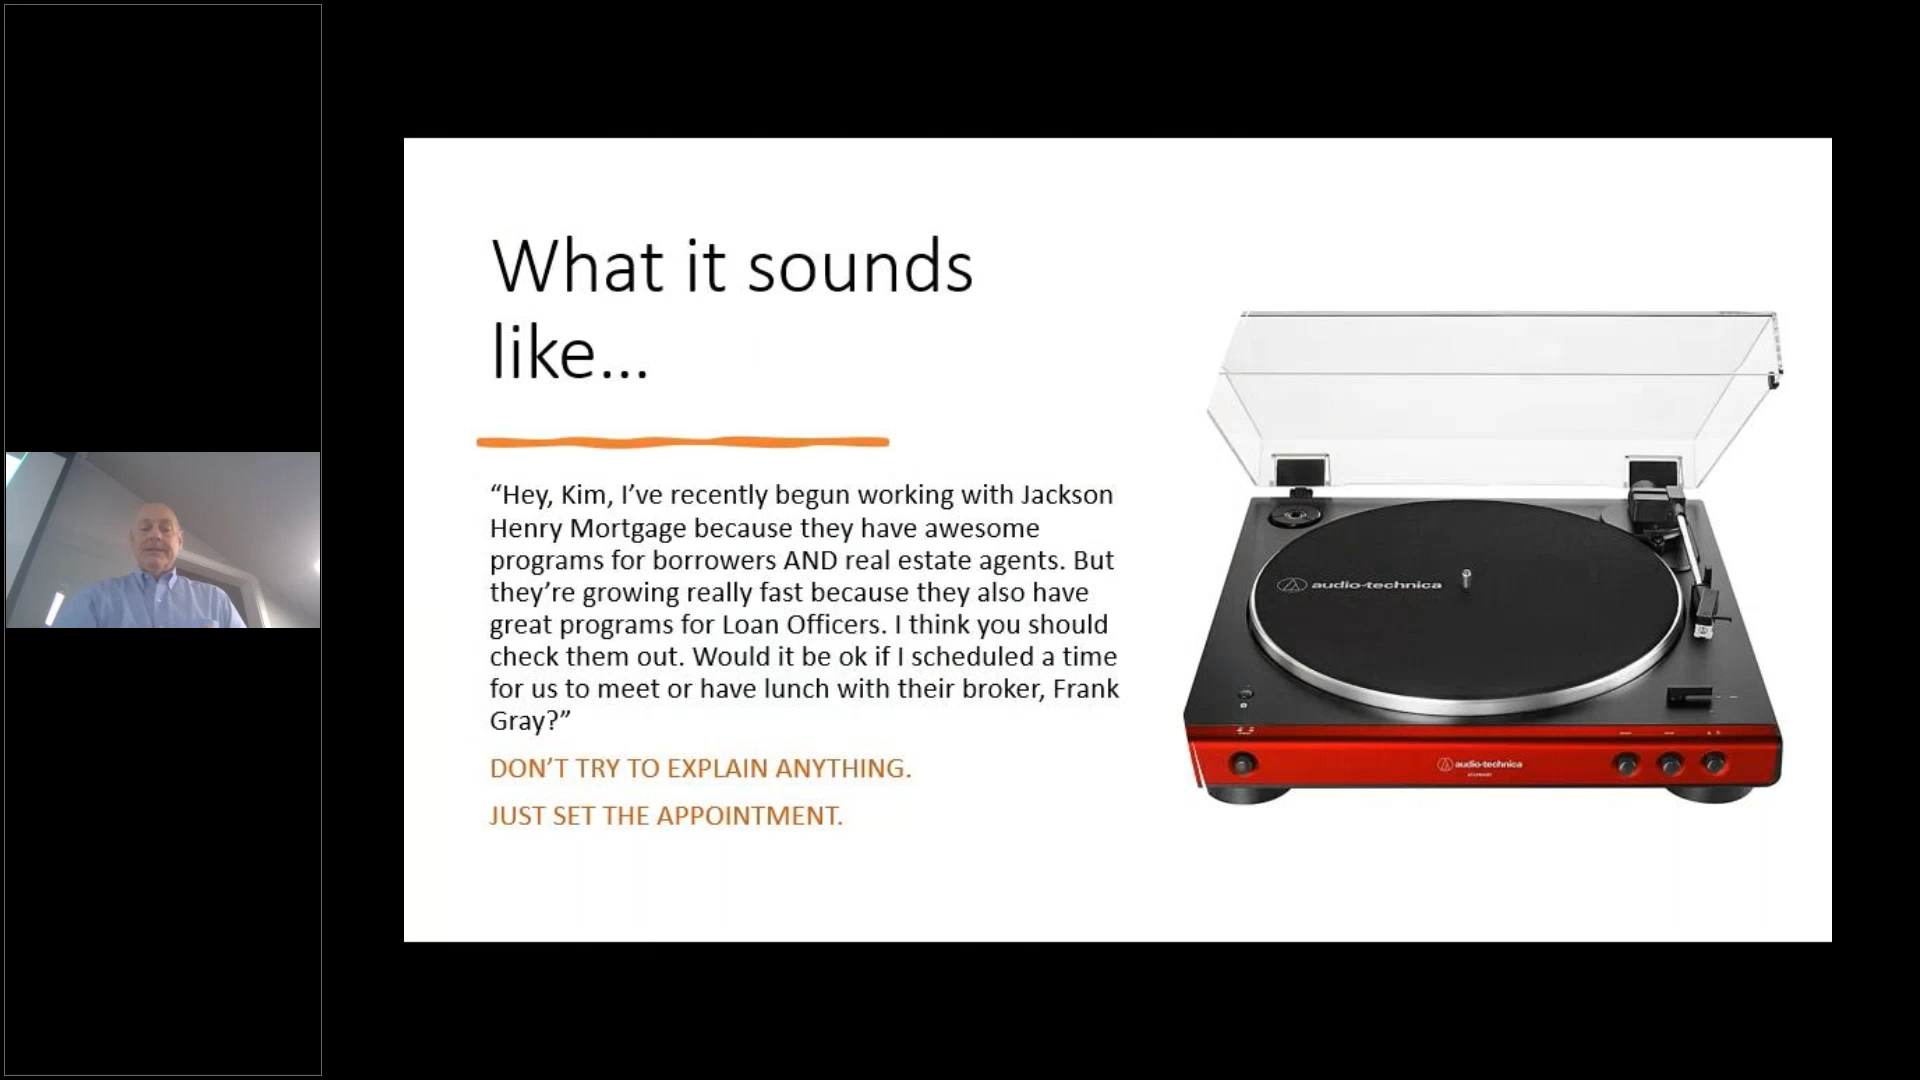 What it sounds
like...
“Hey, Kim, I’ve recently begun working with Jackson
Henry Mortgage because they have awesome
programs for borrowers AND real estate agents. But
they’re growing really fast because they also have
great programs for Loan Officers. I think you should
check them out. Would it be ok if I scheduled a time
for us to meet or have lunch with their broker, Frank
Gray?”
DON’T TRY TO EXPLAIN ANYTHING.
JUST SET THE APPOINTMENT.
audio-technica
audio-technica